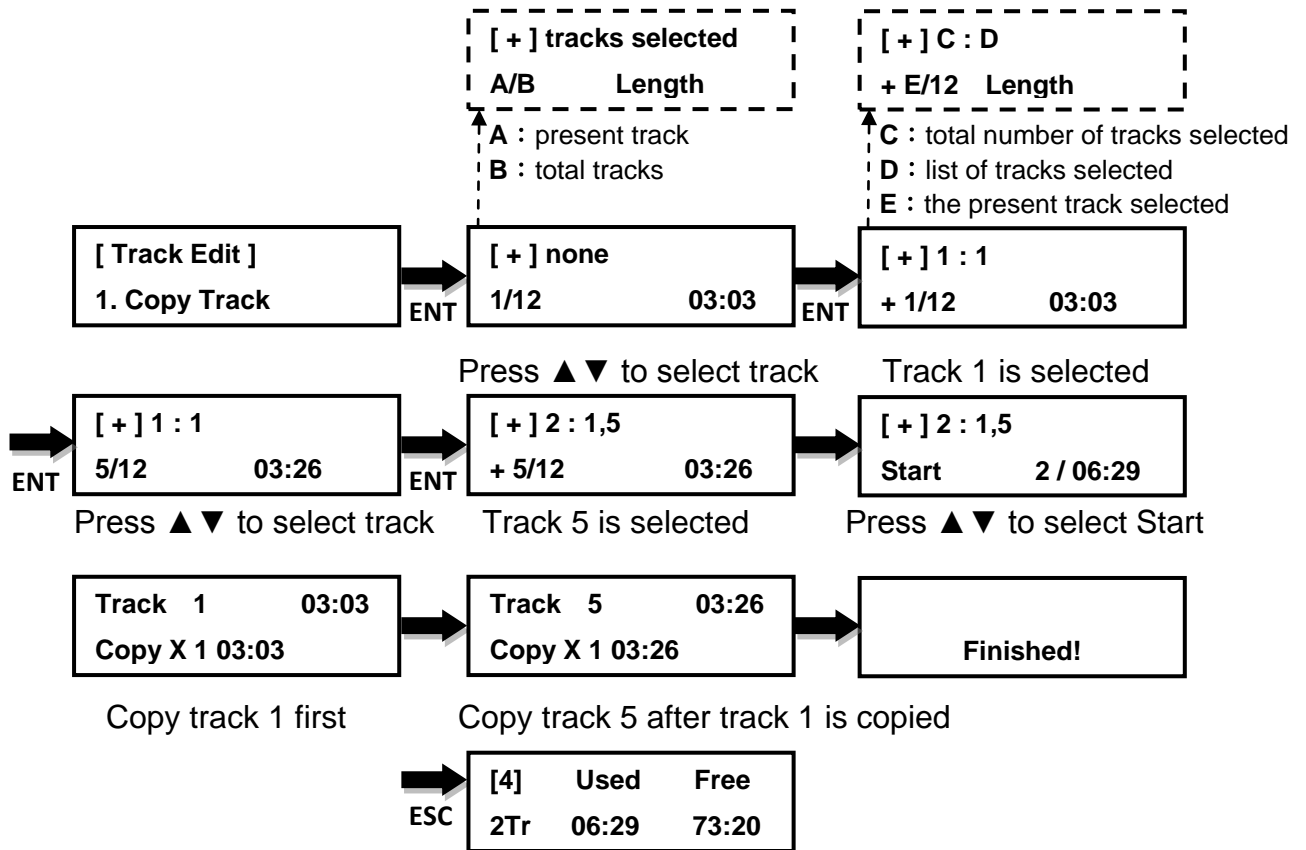 [ + ] tracks selected
A/B Length
[ + ] C : D
+ E/12 Length
A：present track
B：total tracks
C：total number of tracks selected
D：list of tracks selected
E：the present track selected
[ Track Edit ]
1. Copy Track
ENT
[ + ] none
1/12 03:03
ENT
[ + ] 1 : 1
+ 1/12 03:03
Press ▲▼ to select track
Track 1 is selected
ENT
[ + ] 1 : 1
5/12 03:26
ENT
[ + ] 2 : 1,5
+ 5/12 03:26
[ + ] 2 : 1,5
Start 2 / 06:29
Press ▲▼ to select track
Track 5 is selected
Press ▲▼ to select Start
Track 1 03:03
Copy X 1 03:03
Track 5 03:26
Copy X 1 03:26
Finished!
Copy track 1 first
Copy track 5 after track 1 is copied
ESC
[4] Used Free
2Tr 06:29 73:20